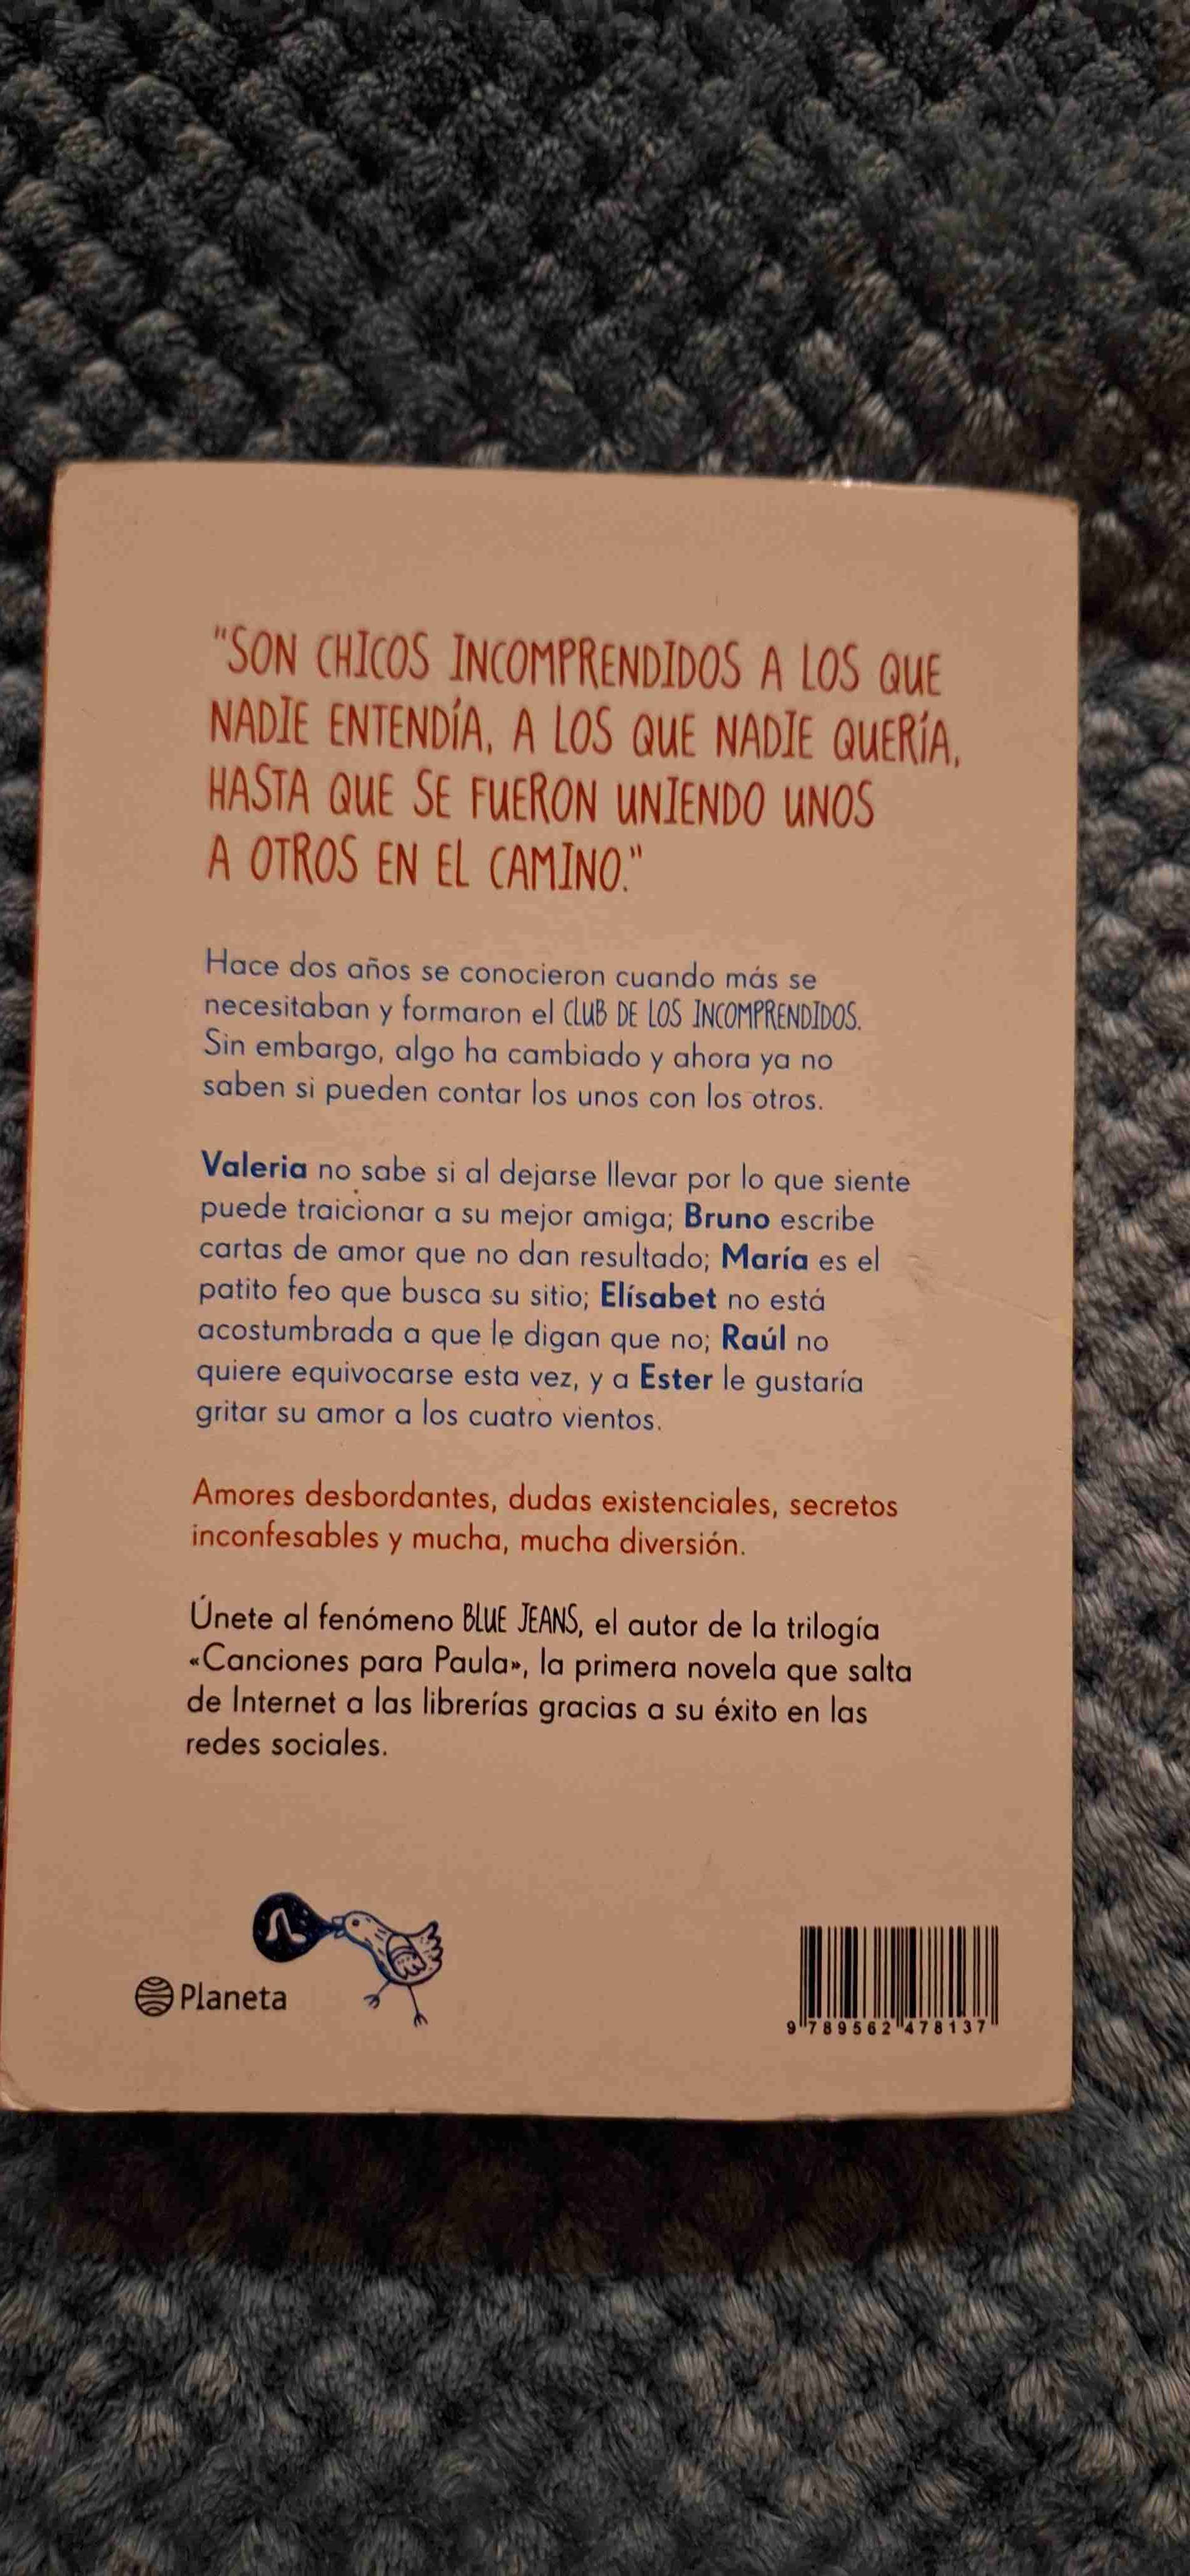 "SON CHICOS INCOMPRENDIDOS A LOS QUE
NADIE ENTENDÍA, A LOS QUE NADIE QUERÍA,
HASTA QUE SE FUERON UNIENDO UNOS
A OTROS EN EL CAMINO."
Hace dos años se conocieron cuando más se
necesitaban y formaron el CLUB DE LOS INCOMPRENDIDOS.
Sin embargo, algo ha cambiado y ahora ya no
saben si pueden contar los unos con los otros.
Valeria no sabe si al dejarse llevar por lo que siente
puede traicionar a su mejor amiga; Bruno escribe
cartas de amor que no dan resultado; María es el
patito feo que busca su sitio; Elísabet no está
acostumbrada a que le digan que no; Raúl no
quiere equivocarse esta vez, y a Ester le gustaría
gritar su amor a los cuatro vientos.
Amores desbordantes, dudas existenciales, secretos
inconfesables y mucha, mucha diversión.
Únete al fenómeno BLUE JEANS, el autor de la trilogía
«Canciones para Paula», la primera novela que salta
de Internet a las librerías gracias a su éxito en las
redes sociales.
Planeta
9 789562 478137